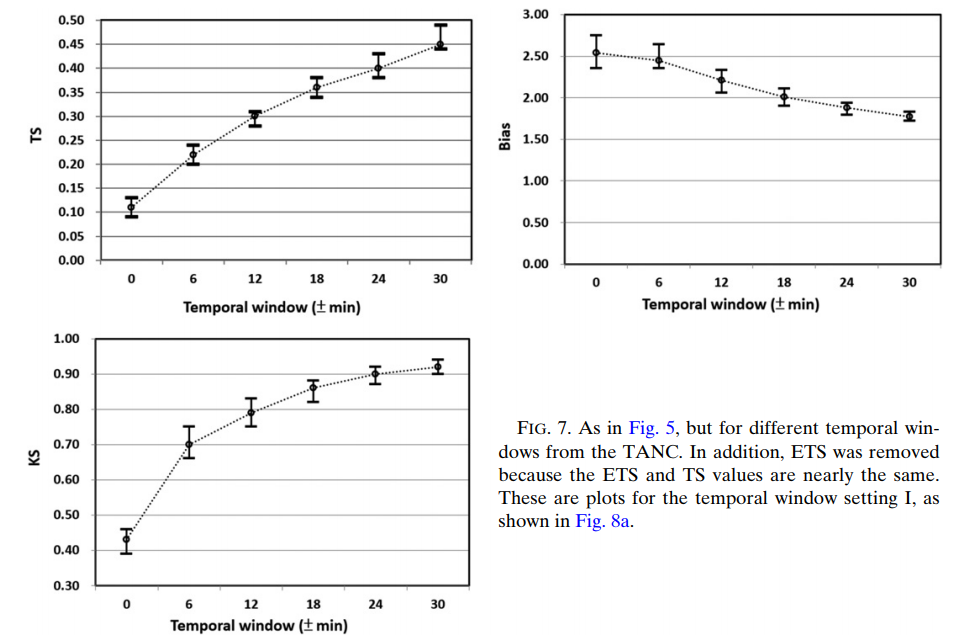 0.50
0.45
0.40
0.35
0.30
0.25
0.20
0.15
0.10
0.05
0.00
TS
0 6 12 18 24 30
Temporal window (± min)
3.00
2.50
2.00
1.50
1.00
0.50
0.00
Bias
0 6 12 18 24 30
Temporal window (± min)
1.00
0.90
0.80
0.70
0.60
0.50
0.40
0.30
KS
0 6 12 18 24 30
Temporal window (± min)
FIG. 7. As in Fig. 5, but for different temporal win-
dows from the TANC. In addition, ETS was removed
because the ETS and TS values are nearly the same.
These are plots for the temporal window setting I, as
shown in Fig. 8a.